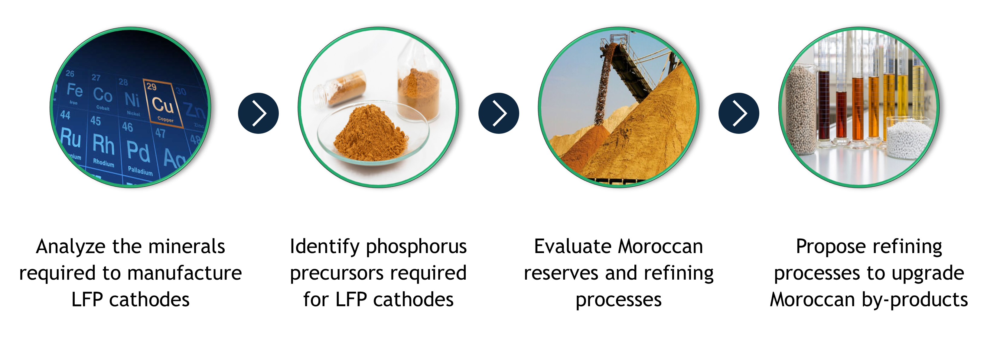 26
27
28
29
30
Fe
Co
Ni
Cu
Zn
Iron
Cobalt
Nickel
Copper
Zinc
44
45
46
47
48
Ru
Rh
Pd
Ag
Rhodium
Palladium
Analyze the minerals
required to manufacture
LFP cathodes
Identify phosphorus
precursors required
for LFP cathodes
Evaluate Moroccan
reserves and refining
processes
Propose refining
processes to upgrade
Moroccan by-products